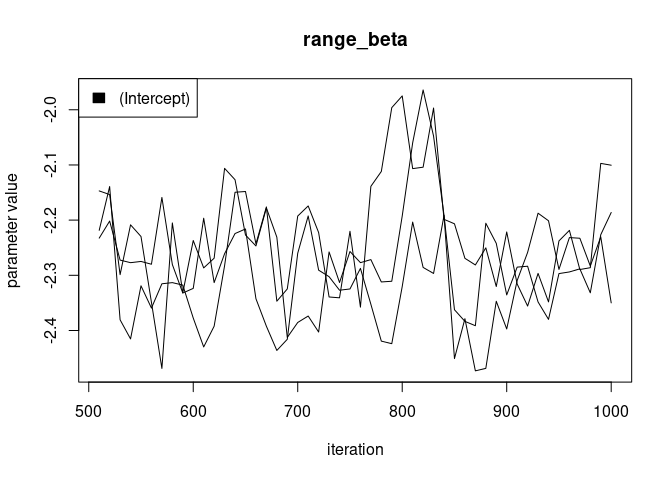 range_beta
(Intercept)
parameter value
-2.0
-2.1
-2.2
-2.3
-2.4
500 600 700 800 900 1000
iteration